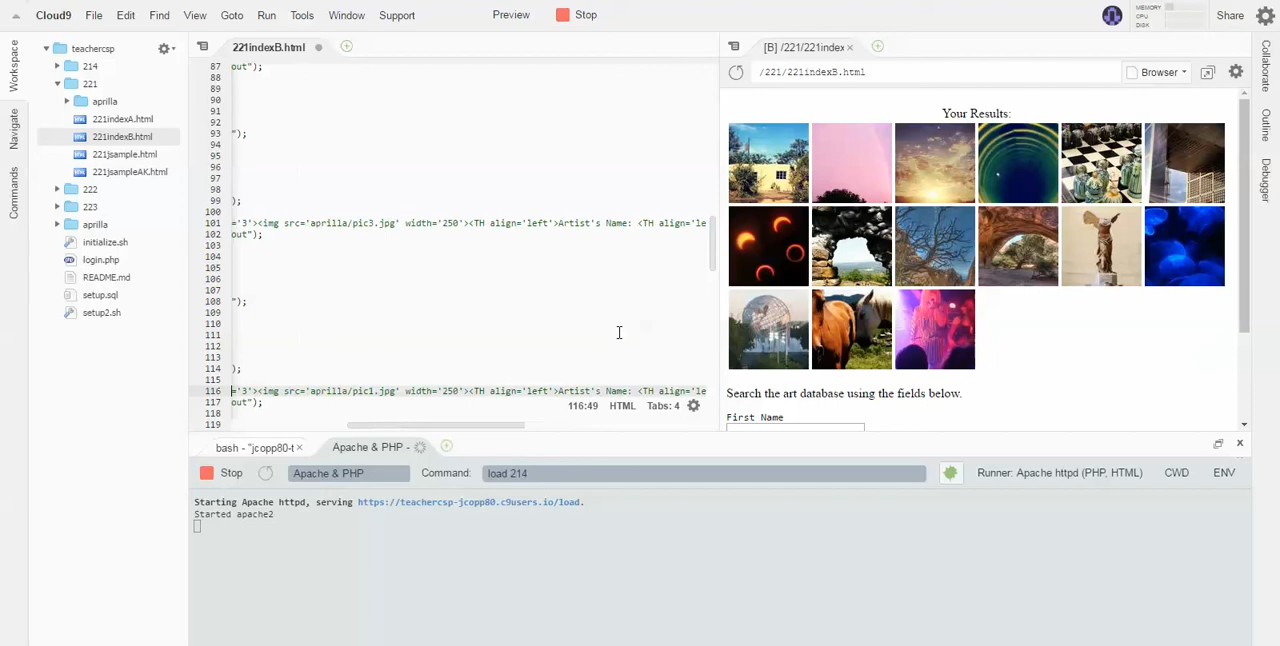 Cloud9 File Edit Find View Goto Run Tools Window Support Preview Stop MEMORY CPU DISK Share
Workspace
Navigate
Commands
teachercsp
214
221
aprilla
221indexA.html
221indexB.html
221jsample.html
221jsampleAK.html
222
223
aprilla
initialize.sh
login.php
README.md
setup.sql
setup2.sh
221indexB.html
87 out");
88
89
90
91
92
93 ");
94
95
96
97
98
99 );
100
101 ='3'><img src='aprilla/pic3.jpg' width='250'><TH align='left'>Artist's Name: <TH align='le
102 out");
103
104
105
106
107
108 ");
109
110
111
112
113
114 );
115
116 ='3'><img src='aprilla/pic1.jpg' width='250'><TH align='left'>Artist's Name: <TH align='le
117 out");
118
119
116:49 HTML Tabs: 4
[B] /221/221index
/221/221indexB.html Browser
Your Results:
Search the art database using the fields below.
First Name
Collaborate
Outline
Debugger
bash - "jcopp80-t Apache & PHP -
Stop Apache & PHP Command: load 214 Runner: Apache httpd (PHP, HTML) CWD ENV
Starting Apache httpd, serving https://teachercsp-jcopp80.c9users.io/load.
Started apache2